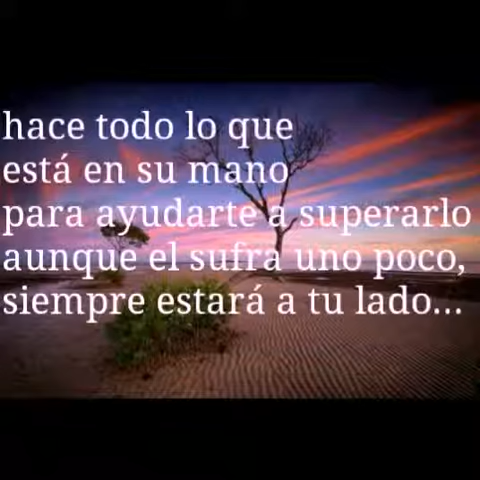 hace todo lo que
está en su mano
para ayudarte a superarlo
aunque el sufra uno poco,
siempre estará a tu lado...